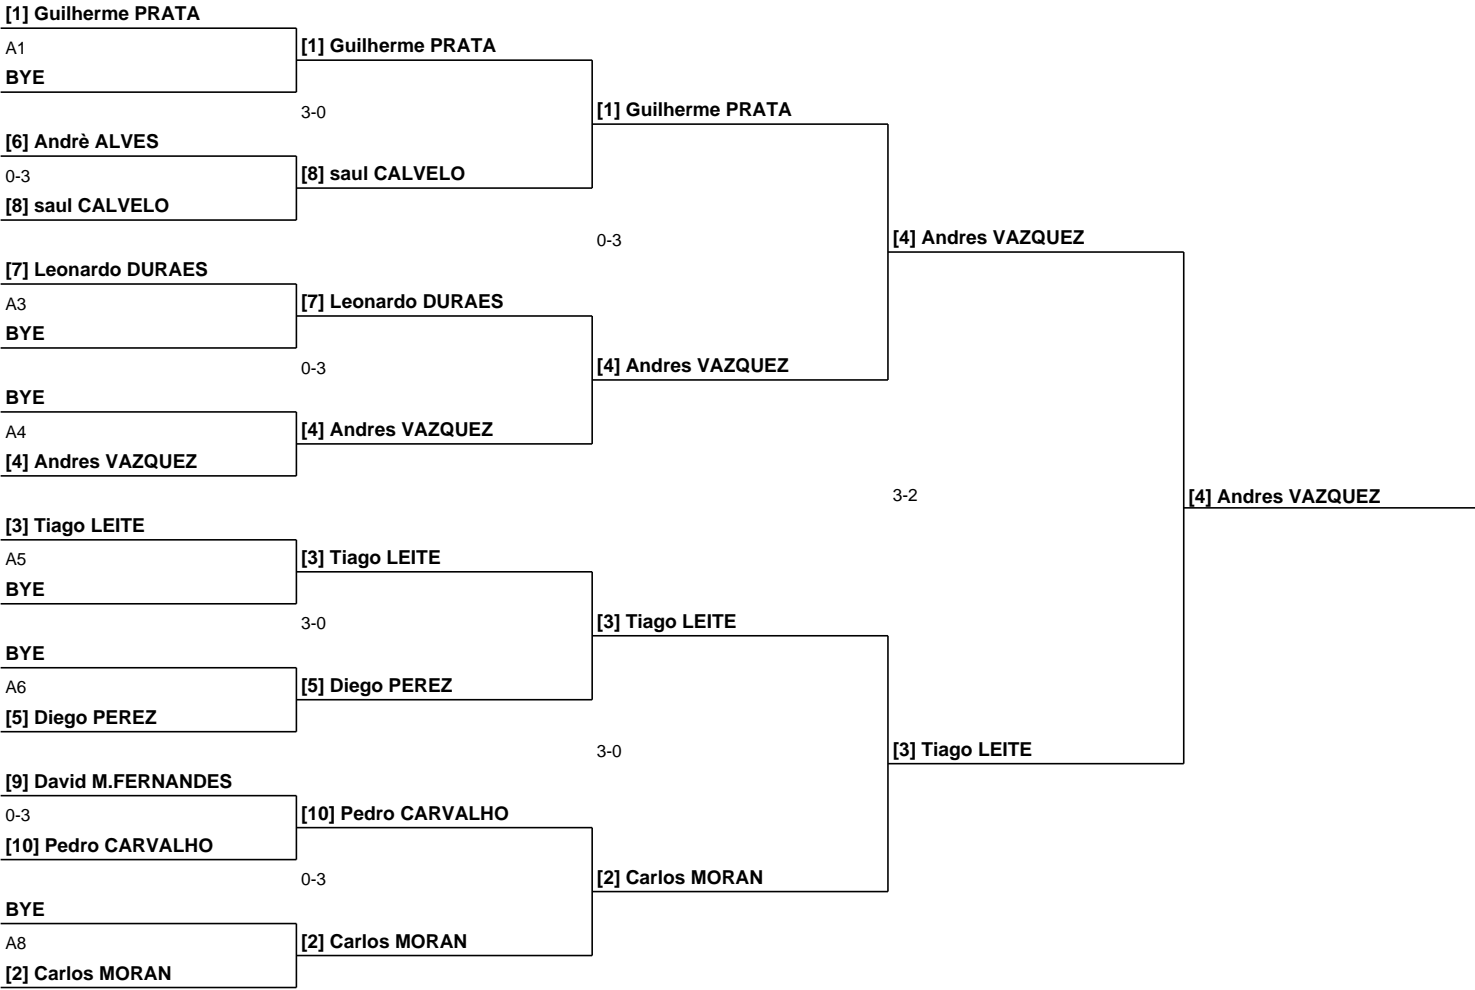 [1] Guilherme PRATA
A1
BYE
[1] Guilherme PRATA
3-0
[6] Andrè ALVES
0-3
[8] saul CALVELO
[8] saul CALVELO
[1] Guilherme PRATA
0-3
[7] Leonardo DURAES
A3
BYE
[7] Leonardo DURAES
0-3
BYE
A4
[4] Andres VAZQUEZ
[4] Andres VAZQUEZ
[4] Andres VAZQUEZ
[4] Andres VAZQUEZ
3-2
[4] Andres VAZQUEZ
[3] Tiago LEITE
A5
BYE
[3] Tiago LEITE
3-0
BYE
A6
[5] Diego PEREZ
[5] Diego PEREZ
[3] Tiago LEITE
3-0
[3] Tiago LEITE
[9] David M.FERNANDES
0-3
[10] Pedro CARVALHO
[10] Pedro CARVALHO
0-3
BYE
A8
[2] Carlos MORAN
[2] Carlos MORAN
[2] Carlos MORAN